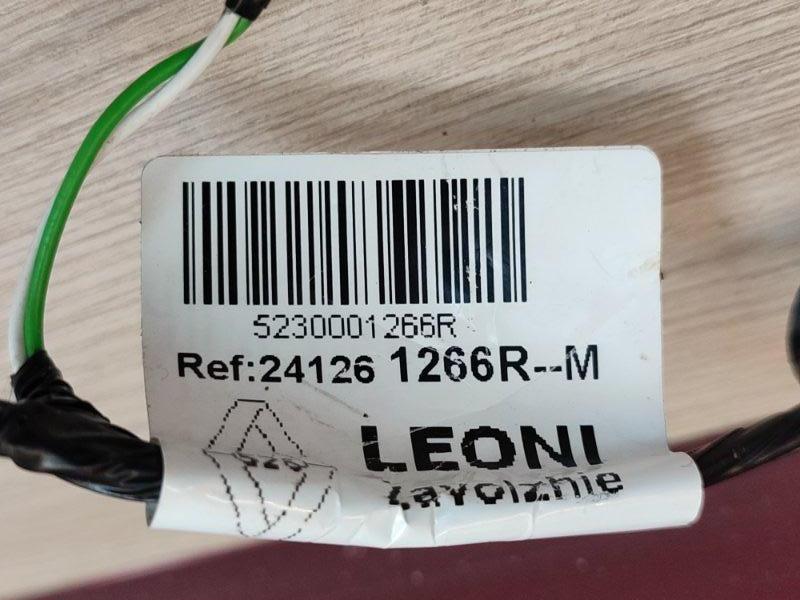 5230001266R
Ref:24126 1266R--M
LEONI
Zavolzhie